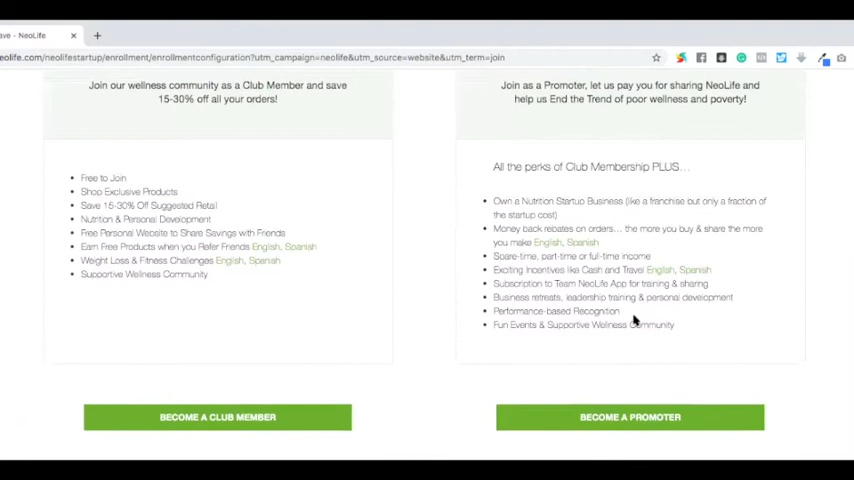 ave - NeoLife
eolife.com/neolifestartup/enrollment/enrollmentconfiguration?utm_campaign=neolife&utm_source=website&utm_term=join
Join our wellness community as a Club Member and save
15-30% off all your orders!
Free to Join
Shop Exclusive Products
Save 15-30% Off Suggested Retail
Nutrition & Personal Development
Free Personal Website to Share Savings with Friends
Earn Free Products when you Refer Friends English, Spanish
Weight Loss & Fitness Challenges English, Spanish
Supportive Wellness Community
BECOME A CLUB MEMBER
Join as a Promoter, let us pay you for sharing NeoLife and
help us End the Trend of poor wellness and poverty!
All the perks of Club Membership PLUS...
Own a Nutrition Startup Business (like a franchise but only a fraction of
the startup cost)
Money back rebates on orders... the more you buy & share the more
you make English, Spanish
Spare-time, part-time or full-time income
Exciting Incentives like Cash and Travel English, Spanish
Subscription to Team NeoLife App for training & sharing
Business retreats, leadership training & personal development
Performance-based Recognition
Fun Events & Supportive Wellness Community
BECOME A PROMOTER